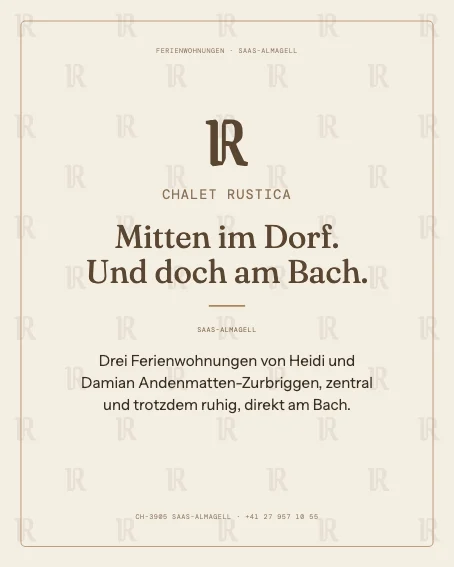 FERIENWOHNUNGEN · SAAS-ALMAGELL
R
CHALET RUSTICA
Mitten im Dorf.
Und doch am Bach.
SAAS-ALMAGELL
Drei Ferienwohnungen von Heidi und
Damian Andenmatten-Zurbriggen, zentral
und trotzdem ruhig, direkt am Bach.
CH-3905 SAAS-ALMAGELL · +41 27 957 10 55